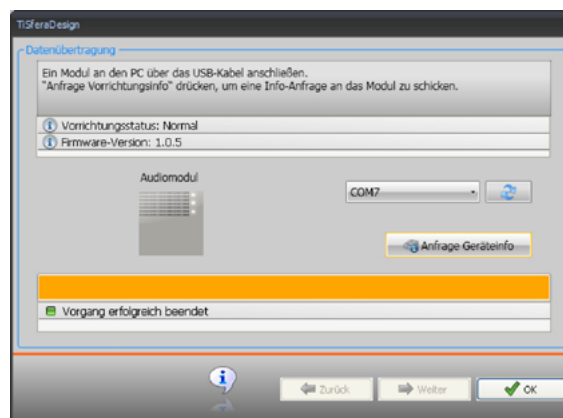 TiSferaDesign
Datenübertragung
Ein Modul an den PC über das USB-Kabel anschließen.
"Anfrage Vorrichtungsinfo" drücken, um eine Info-Anfrage an das Modul zu schicken.
Vorrichtungsstatus: Normal
Firmware-Version: 1.0.5
Audiomodul
COM7
Anfrage Geräteinfo
Vorgang erfolgreich beendet
Zurück
Weiter
OK